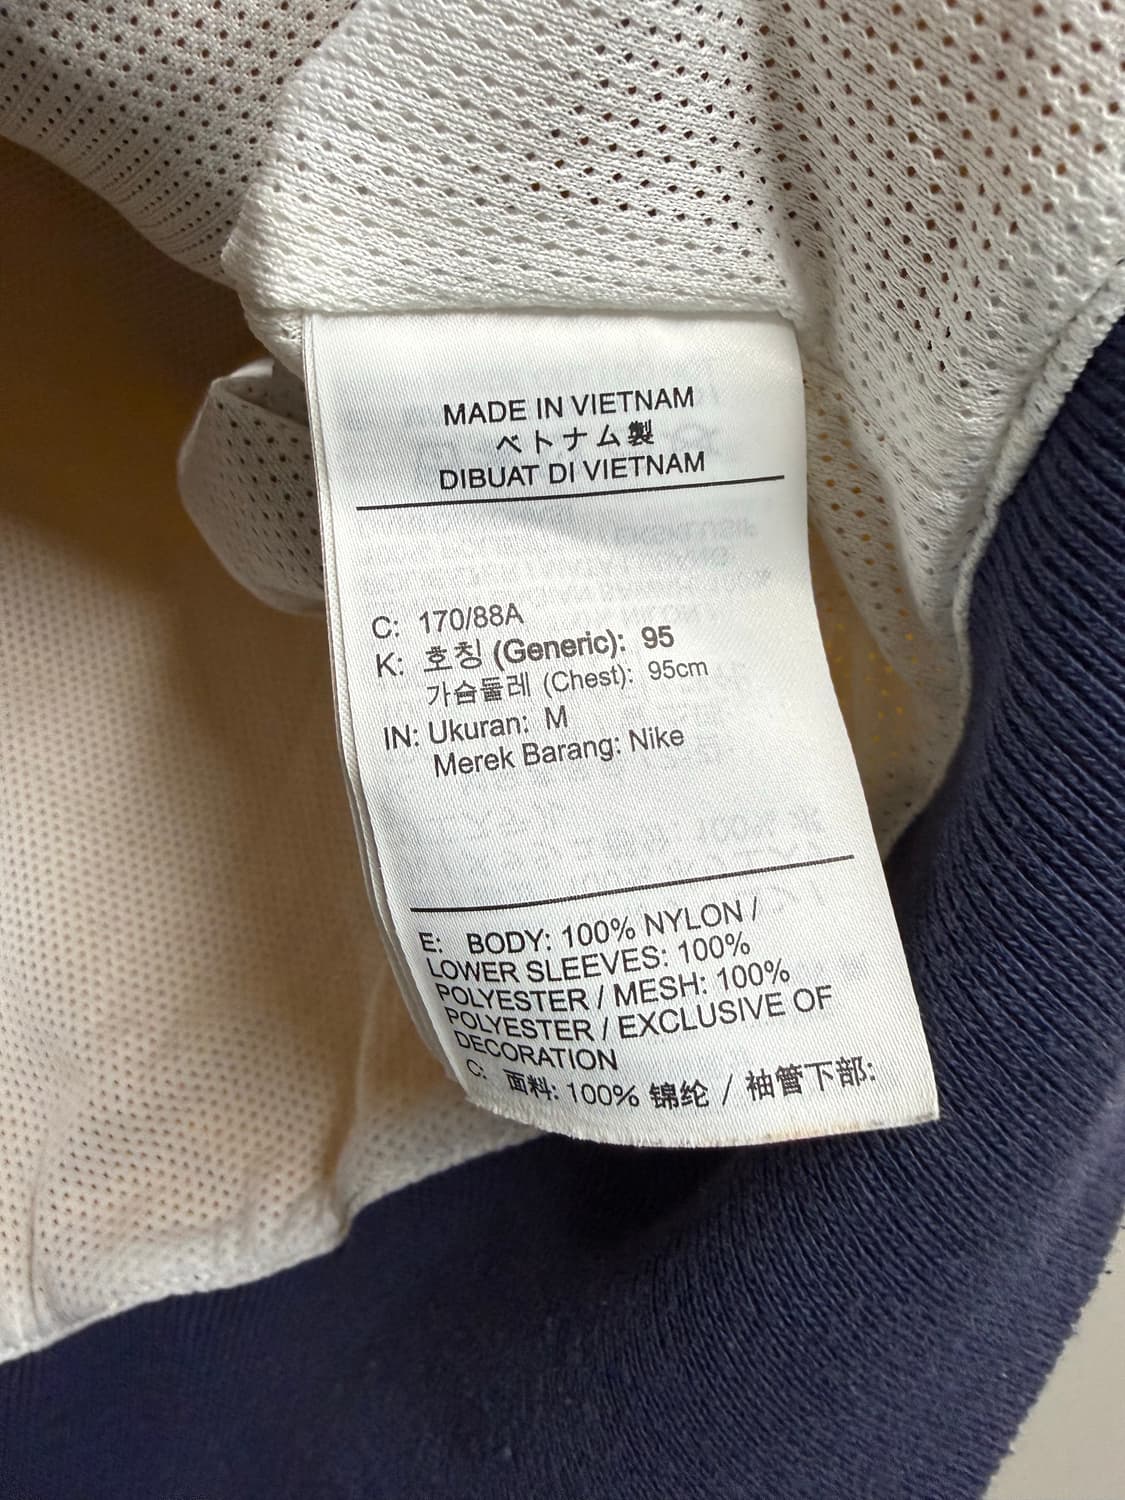 MADE IN VIETNAM
ベトナム製
DIBUAT DI VIETNAM
C: 170/88A
K: 호칭 (Generic): 95
가슴둘레 (Chest): 95cm
IN: Ukuran: M
Merek Barang: Nike
E: BODY: 100% NYLON /
LOWER SLEEVES: 100%
POLYESTER / MESH: 100%
POLYESTER / EXCLUSIVE OF
DECORATION
C: 面料: 100% 锦纶 / 袖管下部: